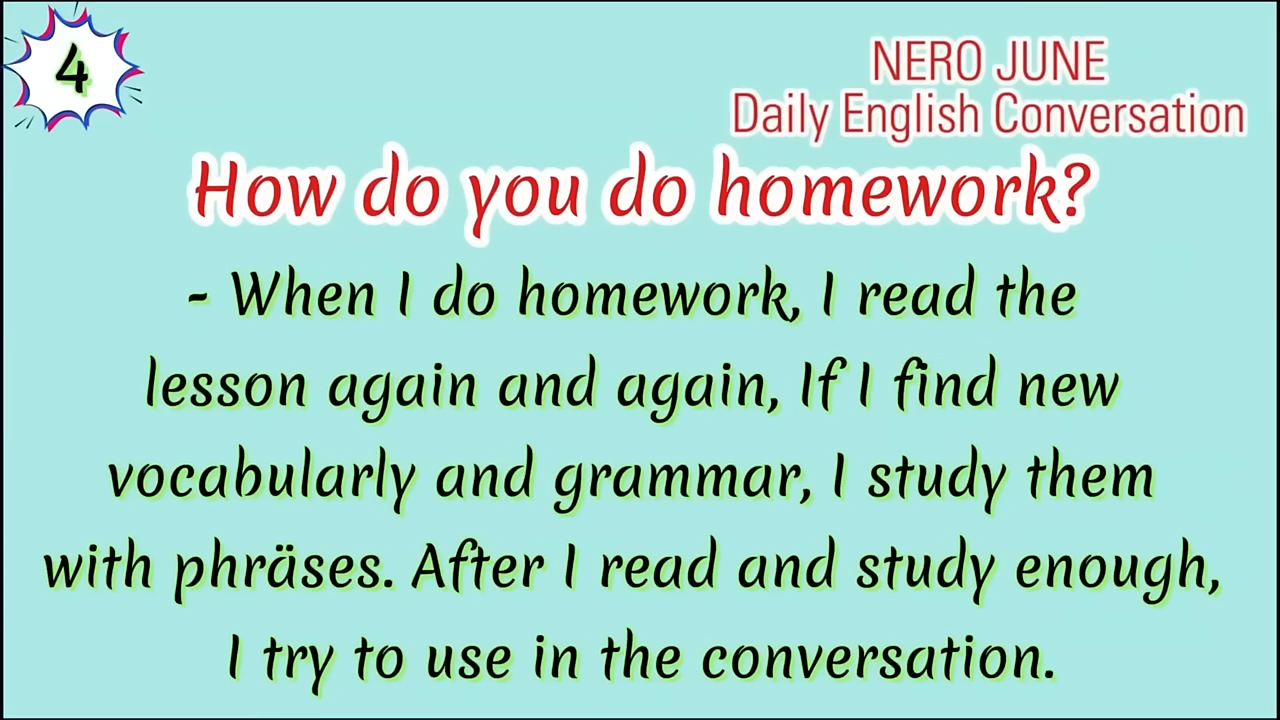 4
NERO JUNE
Daily English Conversation
How do you do homework?
- When I do homework, I read the
lesson again and again, If I find new
vocabularly and grammar, I study them
with phräses. After I read and study enough,
I try to use in the conversation.